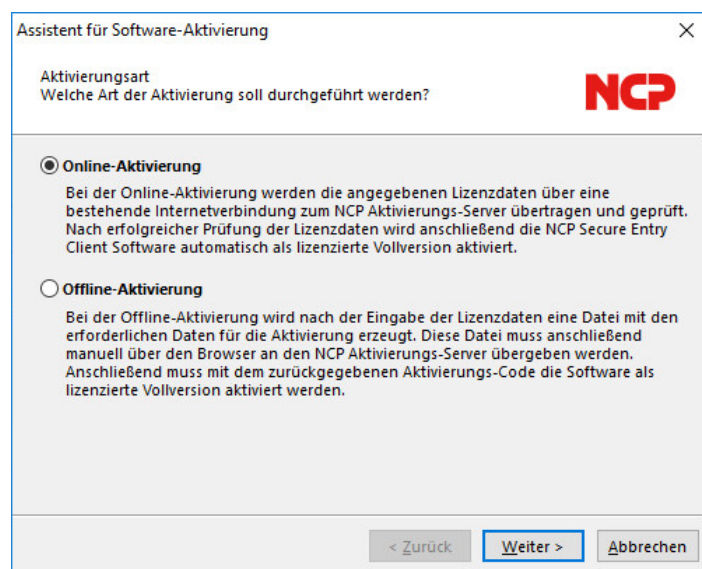 Assistent für Software-Aktivierung
Aktivierungsart
Welche Art der Aktivierung soll durchgeführt werden?
NCP
Online-Aktivierung
Bei der Online-Aktivierung werden die angegebenen Lizenzdaten über eine
bestehende Internetverbindung zum NCP Aktivierungs-Server übertragen und geprüft.
Nach erfolgreicher Prüfung der Lizenzdaten wird anschließend die NCP Secure Entry
Client Software automatisch als lizenzierte Vollversion aktiviert.
Offline-Aktivierung
Bei der Offline-Aktivierung wird nach der Eingabe der Lizenzdaten eine Datei mit den
erforderlichen Daten für die Aktivierung erzeugt. Diese Datei muss anschließend
manuell über den Browser an den NCP Aktivierungs-Server übergeben werden.
Anschließend muss mit dem zurückgegebenen Aktivierungs-Code die Software als
lizenzierte Vollversion aktiviert werden.
< Zurück Weiter > Abbrechen